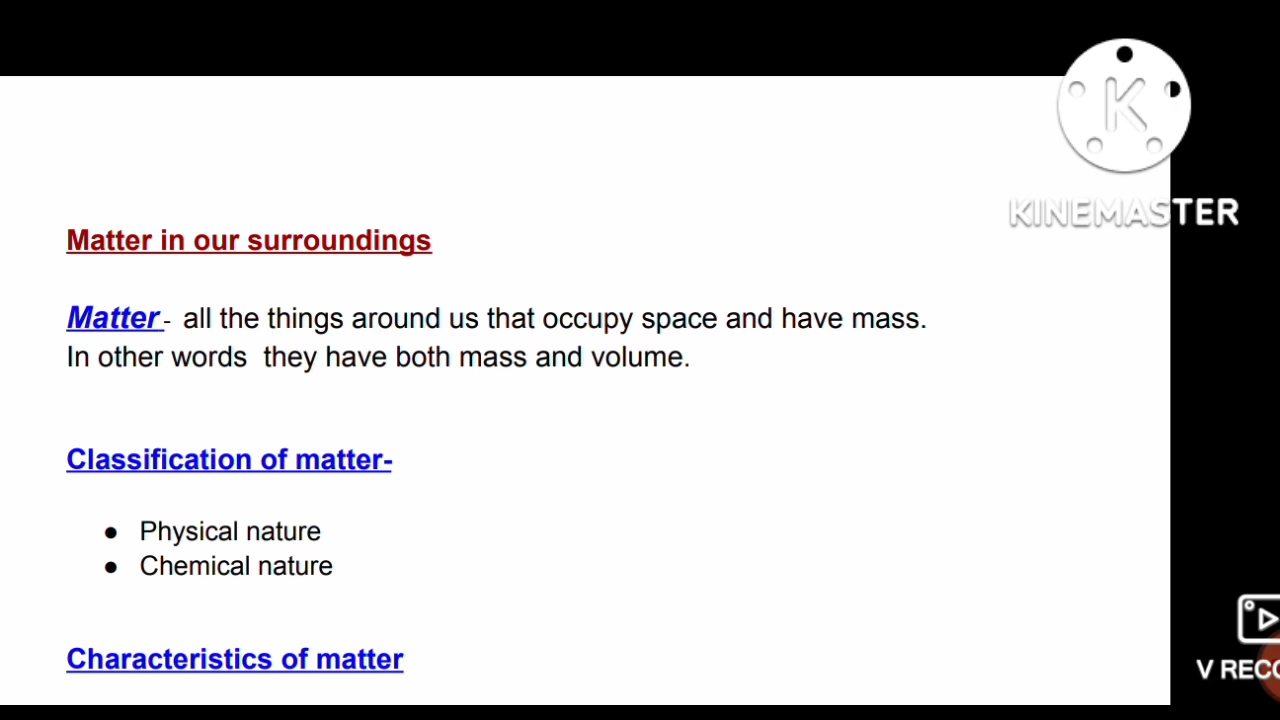 KINEMASTER
Matter in our surroundings
Matter - all the things around us that occupy space and have mass.
In other words they have both mass and volume.
Classification of matter-
● Physical nature
● Chemical nature
Characteristics of matter
V RECO